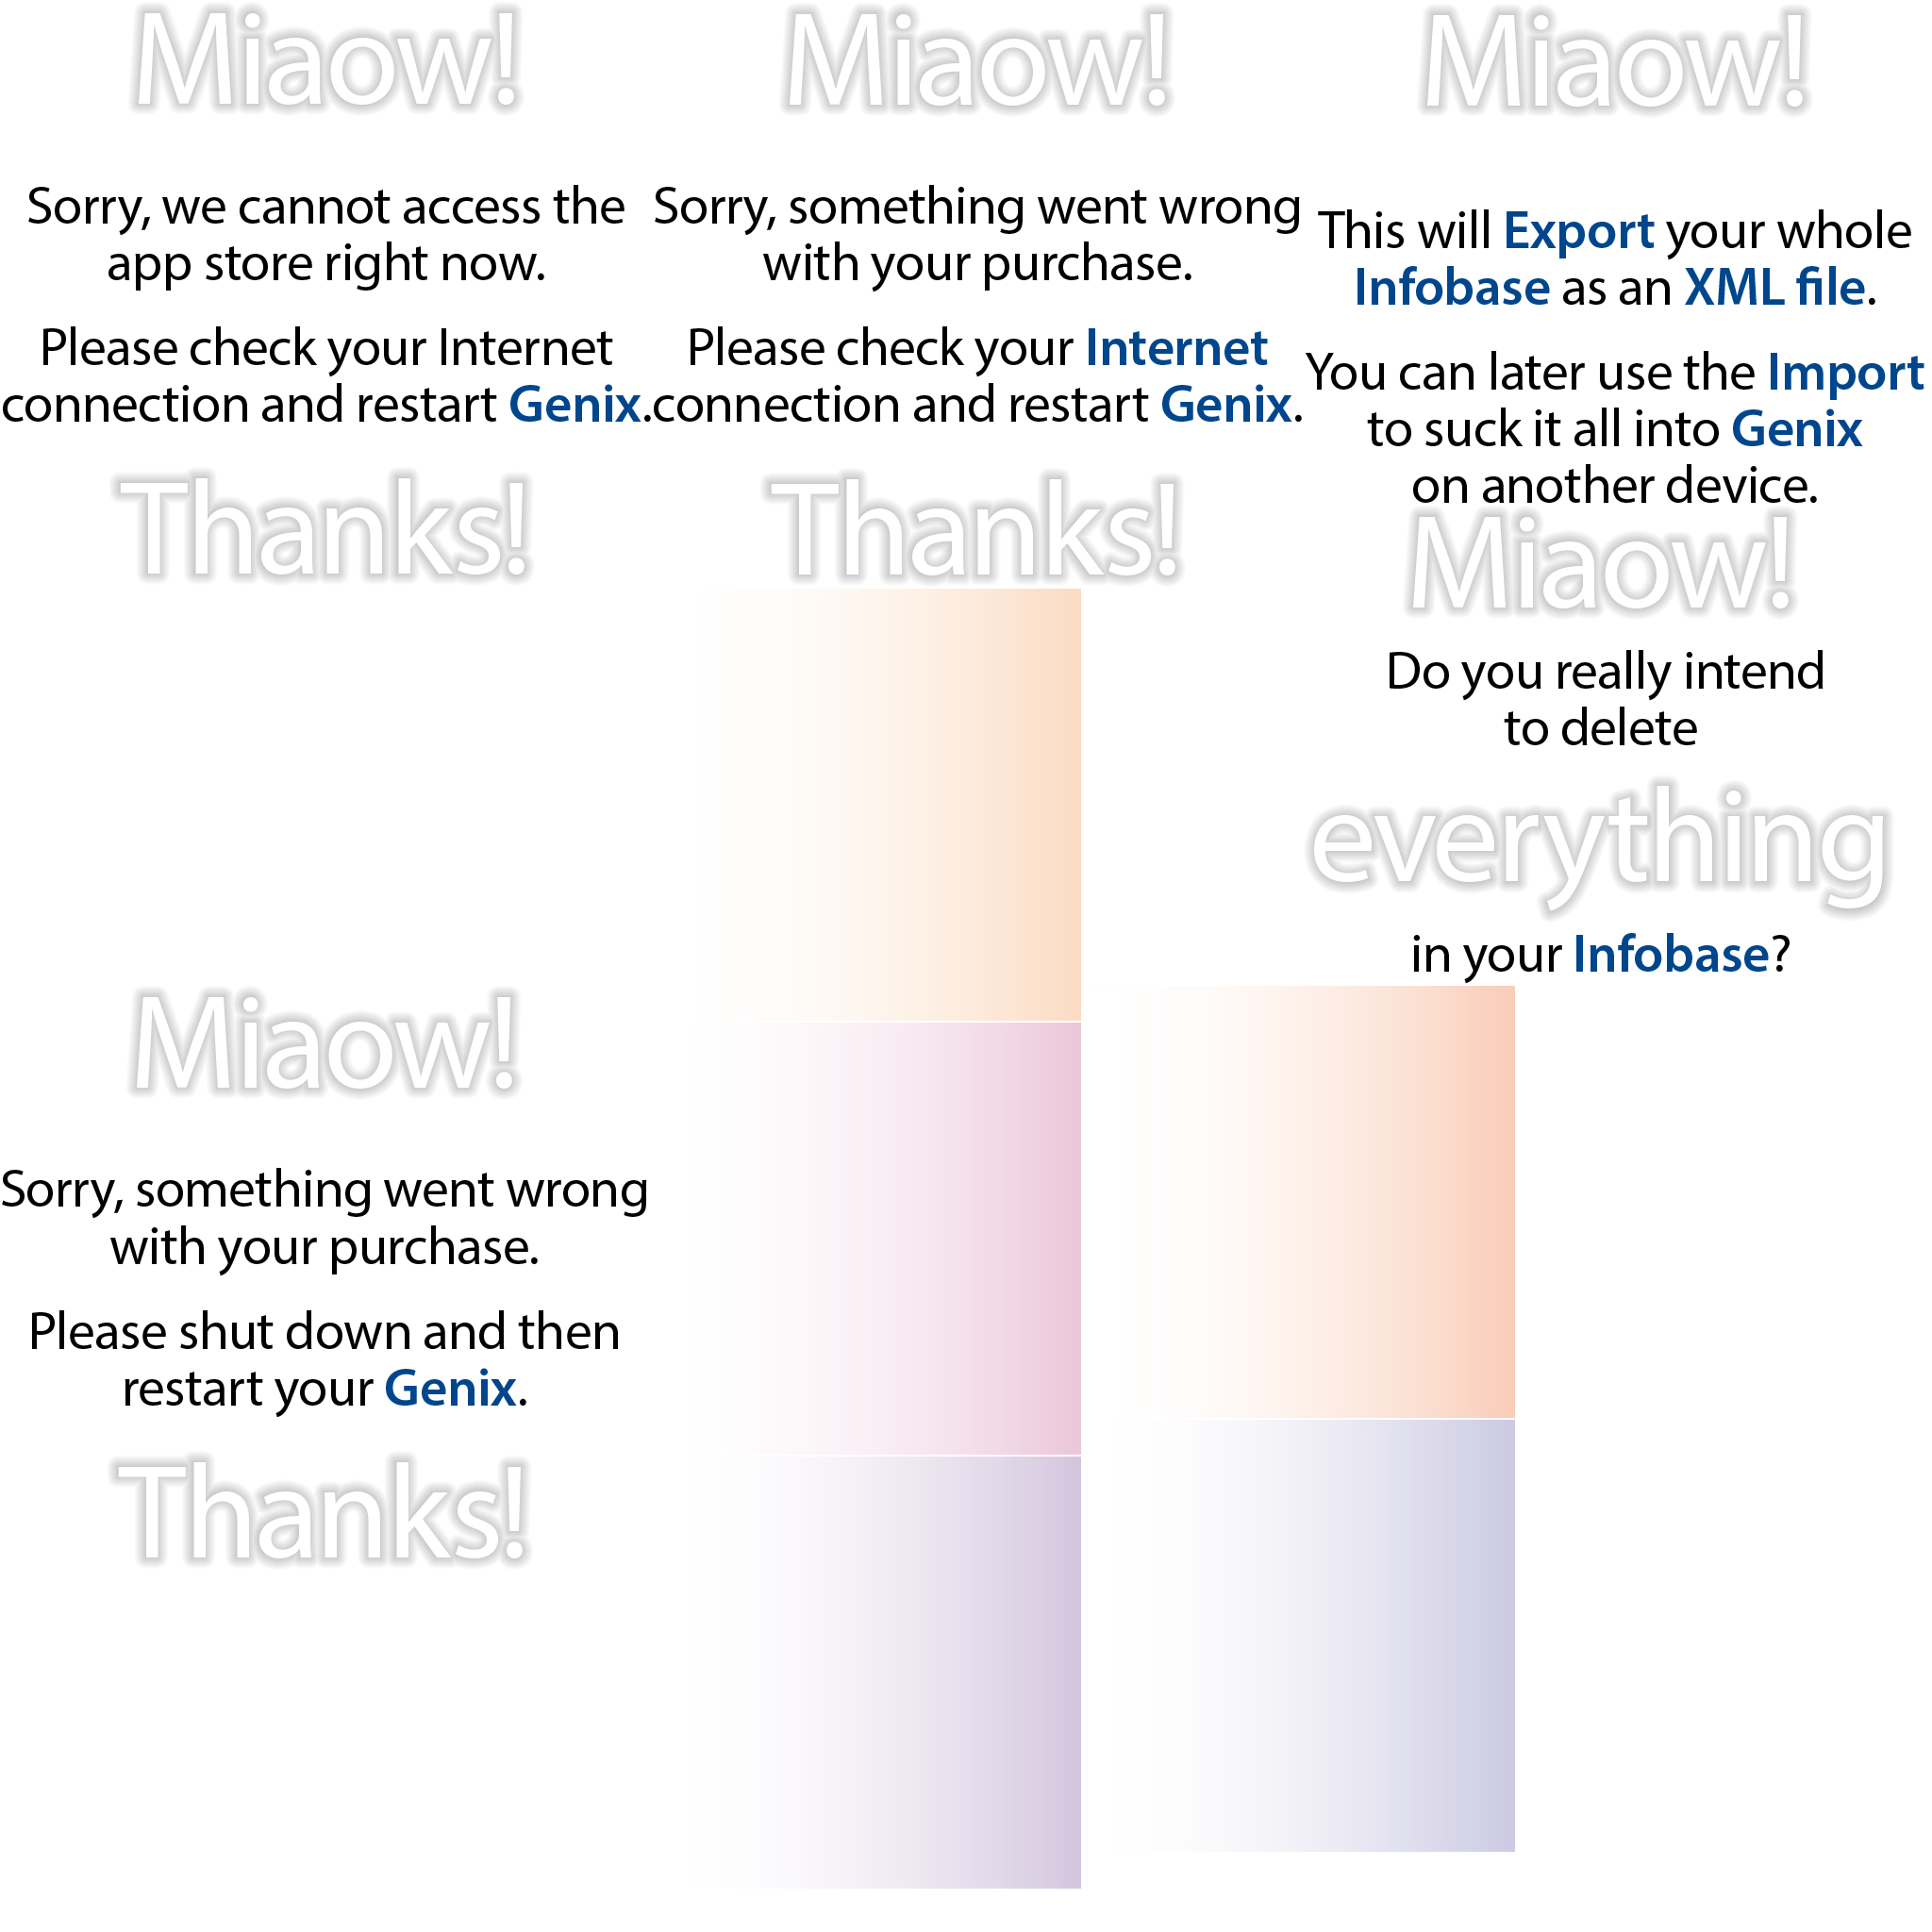 Miaow!
Sorry, we cannot access the
app store right now.
Please check your Internet
connection and restart Genix.
Thanks!
Miaow!
Sorry, something went wrong
with your purchase.
Please check your Internet
connection and restart Genix.
Thanks!
Miaow!
This will Export your whole
Infobase as an XML file.
You can later use the Import
to suck it all into Genix
on another device.
Miaow!
Do you really intend
to delete
everything
in your Infobase?
Miaow!
Sorry, something went wrong
with your purchase.
Please shut down and then
restart your Genix.
Thanks!